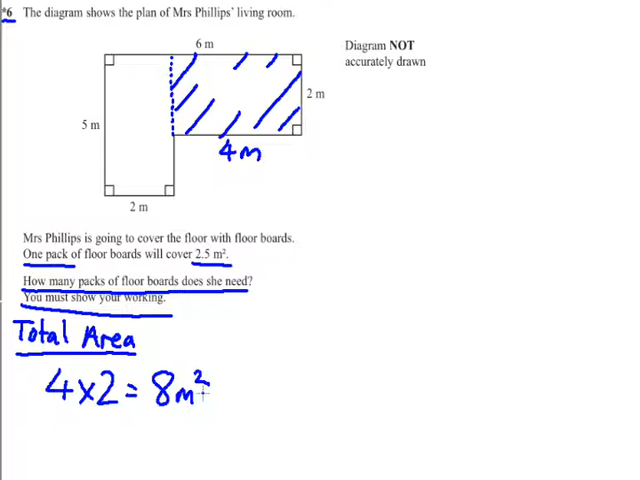 *6 The diagram shows the plan of Mrs Phillips' living room.
6 m
Diagram NOT
accurately drawn
2 m
5 m
4m
2 m
Mrs Phillips is going to cover the floor with floor boards.
One pack of floor boards will cover 2.5 m².
How many packs of floor boards does she need?
You must show your working.
Total Area
4 x 2 = 8m²